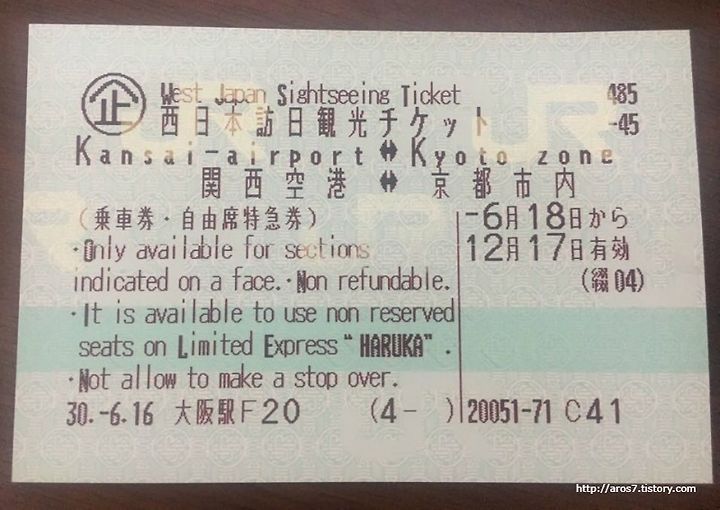 企 West Japan Sightseeing Ticket 485
西日本訪日観光チケット -45
Kansai-airport ⇔ Kyoto zone
関西空港 ⇔ 京都市内
(乗車券・自由席特急券)
-6月18日から
12月17日有効
(綴04)
・Only available for sections
indicated on a face.・Non refundable.
・It is available to use non reserved
seats on Limited Express “HARUKA”.
・Not allow to make a stop over.
30.-6.16 大阪駅F20 (4- ) 20051-71 C41
http://aros7.tistory.com